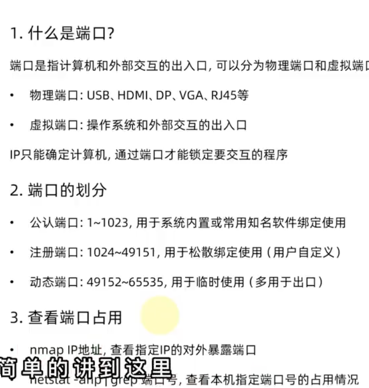 1. 什么是端口?
端口是指计算机和外部交互的出入口, 可以分为物理端口和虚拟端口
• 物理端口: USB、HDMI、DP、VGA、RJ45等
• 虚拟端口: 操作系统和外部交互的出入口
IP只能确定计算机, 通过端口才能锁定要交互的程序
2. 端口的划分
• 公认端口: 1~1023, 用于系统内置或常用知名软件绑定使用
• 注册端口: 1024~49151, 用于松散绑定使用 (用户自定义)
• 动态端口: 49152~65535, 用于临时使用 (多用于出口)
3. 查看端口占用
• nmap IP地址, 查看指定IP的对外暴露端口
简单的讲到这里
netstat -anp | grep 端口号, 查看本机指定端口号的占用情况